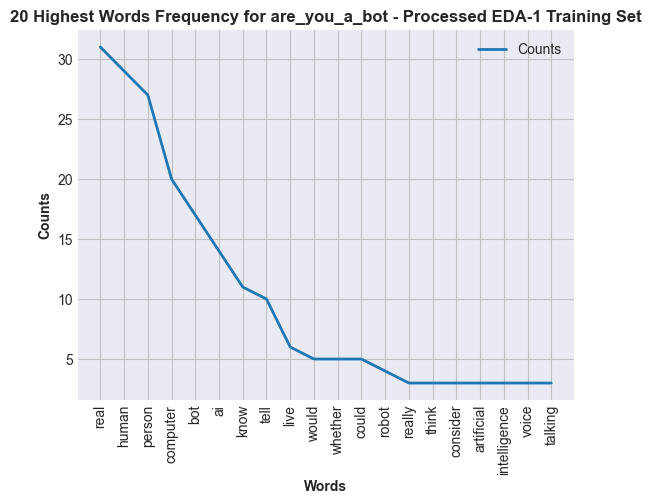 20 Highest Words Frequency for are_you_a_bot - Processed EDA-1 Training Set
Counts
30
25
20
15
10
5
Counts
real
human
person
computer
bot
ai
know
tell
live
would
whether
could
robot
really
think
consider
artificial
intelligence
voice
talking
Words